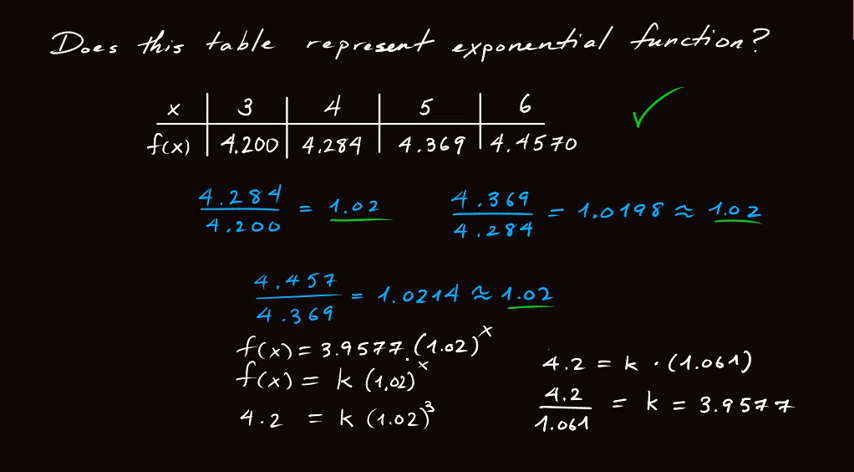 Does this table represent exponential function?
x 3 4 5 6
f(x) 4.200 4.284 4.369 4.4570
4.284/4.200 = 1.02
4.369/4.284 = 1.0198 ≈ 1.02
4.457/4.369 = 1.0214 ≈ 1.02
f(x) = 3.9577.(1.02)^x
f(x) = k (1.02)^x
4.2 = k (1.02)^3
4.2 = k · (1.061)
4.2/1.061 = k = 3.9577